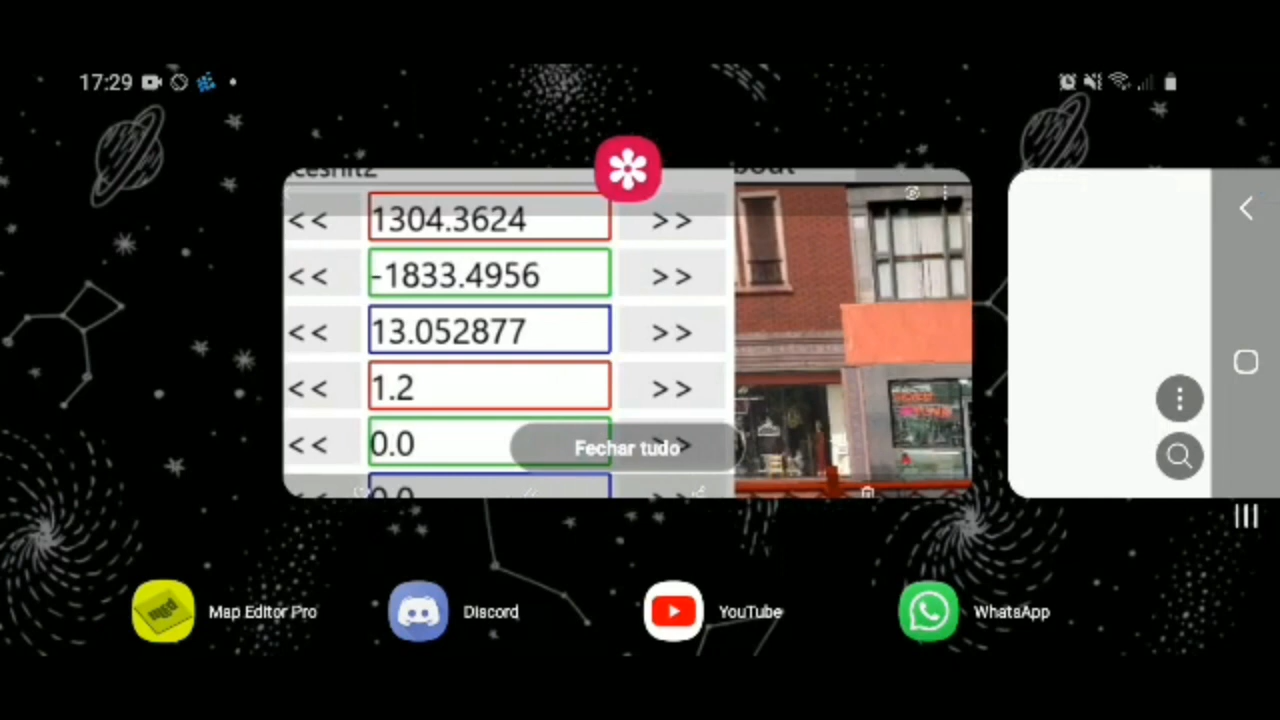 17:29
<< 1304.3624 >>
<< -1833.4956 >>
<< 13.052877 >>
<< 1.2 >>
<< 0.0 >>
Fechar tudo
Map Editor Pro
Discord
YouTube
WhatsApp